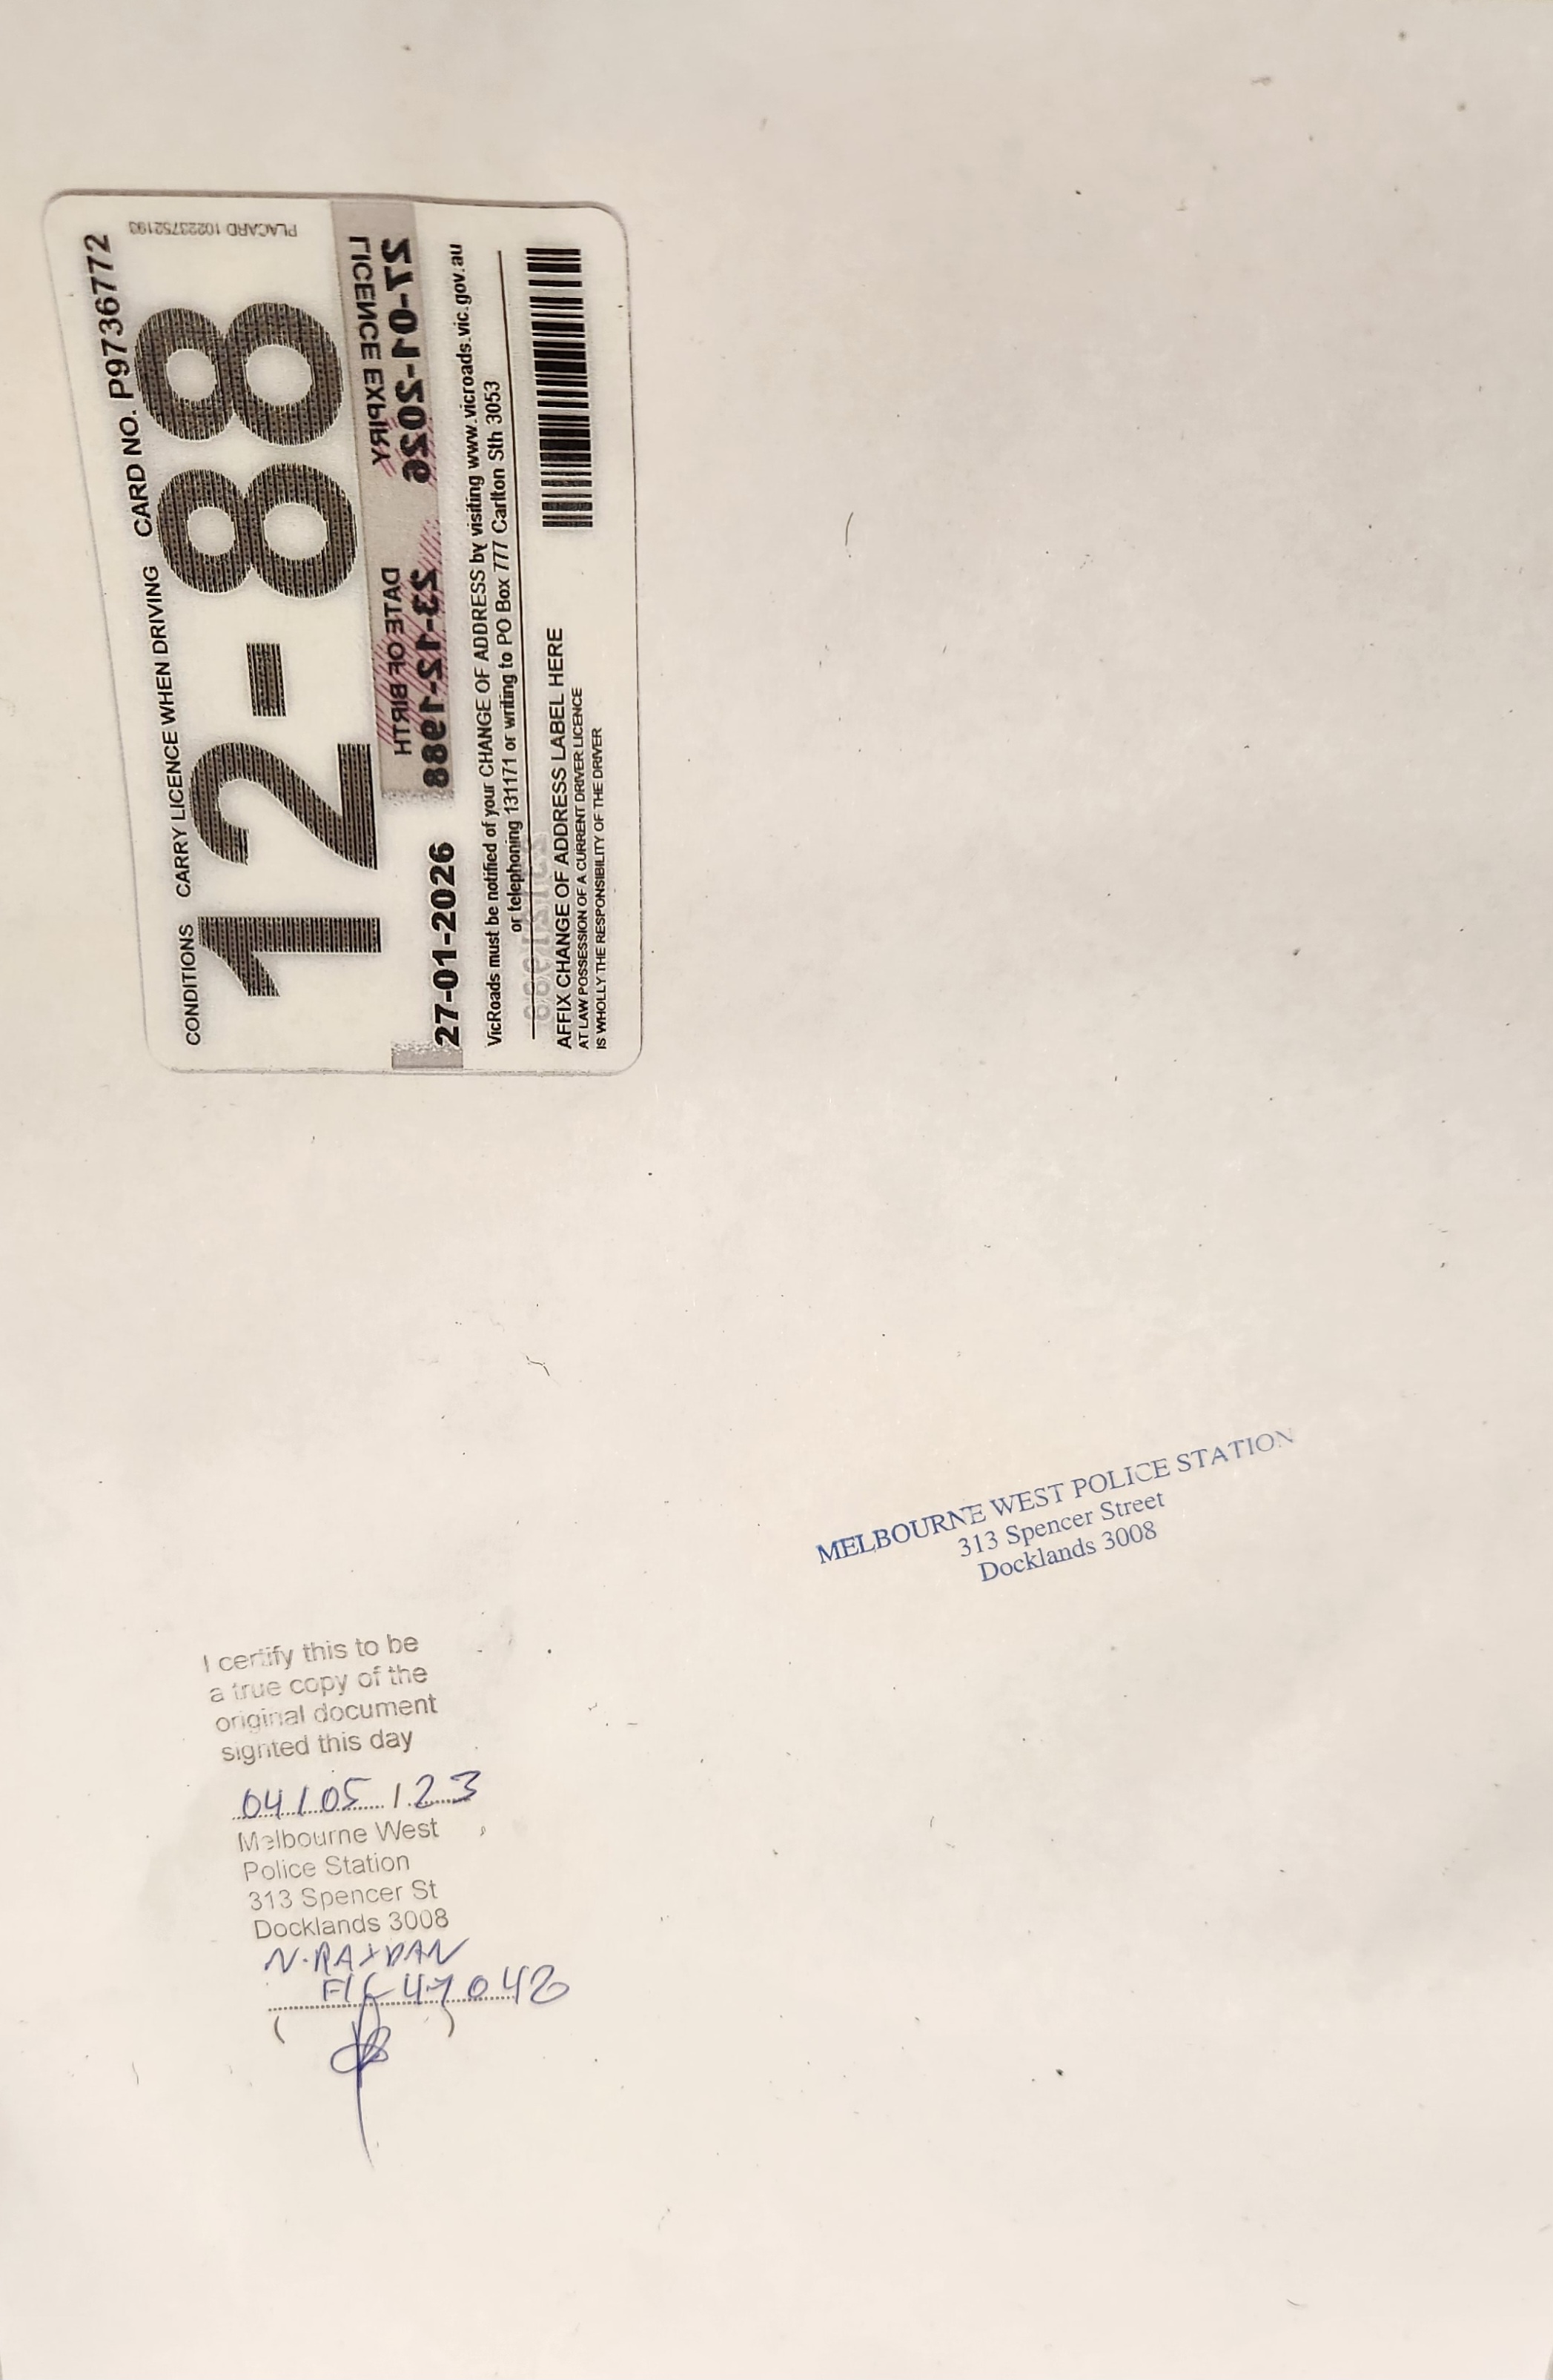 CARD NO. P9736772
CONDITIONS CARRY LICENCE WHEN DRIVING
PLACARD 10223752193
12-88
LICENCE EXPIRY DATE OF BIRTH
27-01-2026 23-12-1988
27-01-2026
VicRoads must be notified of your CHANGE OF ADDRESS by visiting www.vicroads.vic.gov.au
or telephoning 131171 or writing to PO Box 777 Carlton Sth 3053
AFFIX CHANGE OF ADDRESS LABEL HERE
AT LAW POSSESSION OF A CURRENT DRIVER LICENCE
IS WHOLLY THE RESPONSIBILITY OF THE DRIVER
MELBOURNE WEST POLICE STATION
313 Spencer Street
Docklands 3008
I certify this to be
a true copy of the
original document
sighted this day
04/05/23
Melbourne West
Police Station
313 Spencer St
Docklands 3008